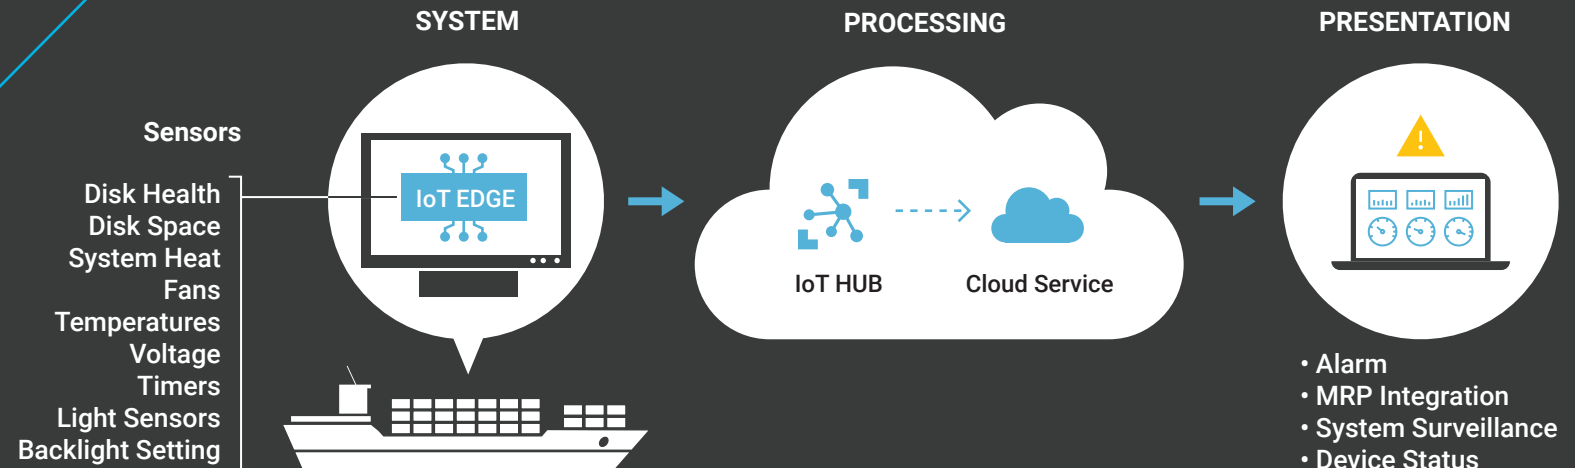 SYSTEM
PROCESSING
PRESENTATION
Sensors
Disk Health
Disk Space
System Heat
Fans
Temperatures
Voltage
Timers
Light Sensors
Backlight Setting
IoT EDGE
IoT HUB
Cloud Service
!
• Alarm
• MRP Integration
• System Surveillance
• Device Status